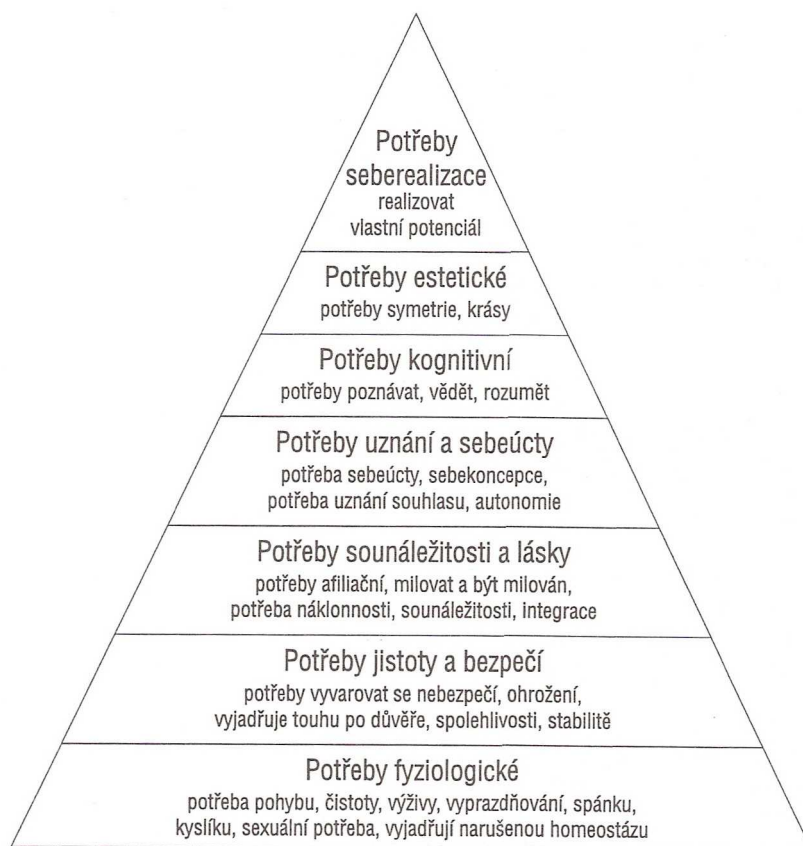 Potřeby
seberealizace
realizovat
vlastní potenciál
Potřeby estetické
potřeby symetrie, krásy
Potřeby kognitivní
potřeby poznávat, vědět, rozumět
Potřeby uznání a sebeúcty
potřeba sebeúcty, sebekoncepce,
potřeba uznání souhlasu, autonomie
Potřeby sounáležitosti a lásky
potřeby afiliační, milovat a být milován,
potřeba náklonnosti, sounáležitosti, integrace
Potřeby jistoty a bezpečí
potřeby vyvarovat se nebezpečí, ohrožení,
vyjadřuje touhu po důvěře, spolehlivosti, stabilitě
Potřeby fyziologické
potřeba pohybu, čistoty, výživy, vyprazdňování, spánku,
kyslíku, sexuální potřeba, vyjadřují narušenou homeostázu